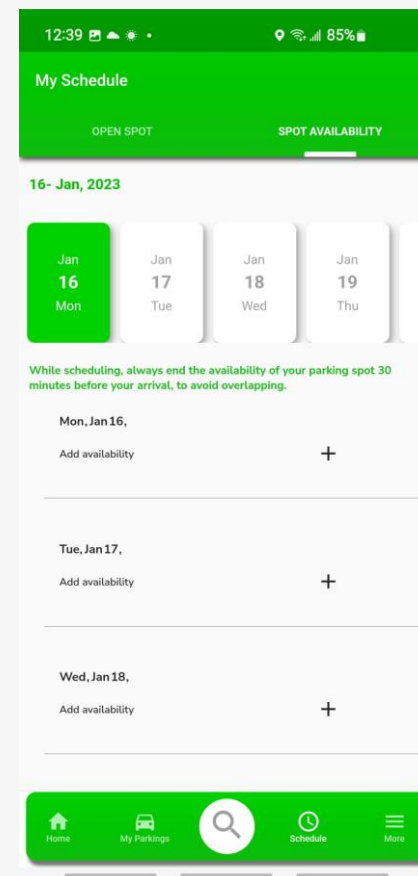 12:39 85%
My Schedule
OPEN SPOT SPOT AVAILABILITY
16- Jan, 2023
Jan Jan Jan Jan
16 17 18 19
Mon Tue Wed Thu
While scheduling, always end the availability of your parking spot 30
minutes before your arrival, to avoid overlapping.
Mon, Jan 16,
Add availability +
Tue, Jan 17,
Add availability +
Wed, Jan 18,
Add availability +
Home My Parkings Schedule More